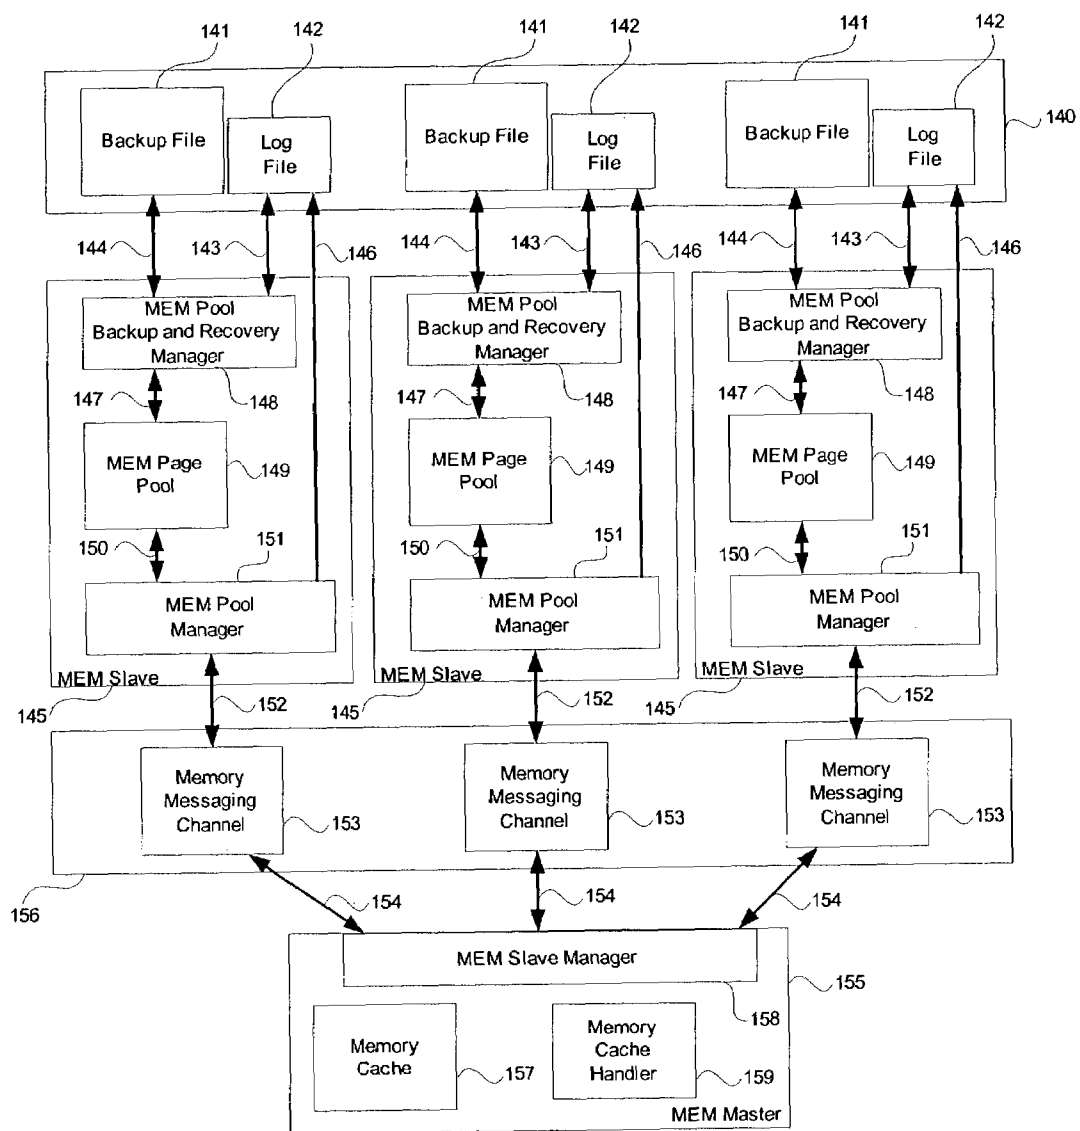 141
142
141
142
141
142
Backup File
Log
File
Backup File
Log
File
Backup File
Log
File
140
144
143
146
144
143
146
144
143
146
MEM Pool
Backup and Recovery
Manager
MEM Pool
Backup and Recovery
Manager
MEM Pool
Backup and Recovery
Manager
147
148
147
148
147
148
MEM Page
Pool
149
MEM Page
Pool
149
MEM Page
Pool
149
150
151
150
151
150
151
MEM Pool
Manager
MEM Pool
Manager
MEM Pool
Manager
MEM Slave
MEM Slave
MEM Slave
145
152
145
152
145
152
Memory
Messaging
Channel
153
Memory
Messaging
Channel
153
Memory
Messaging
Channel
153
156
154
154
154
MEM Slave Manager
155
158
Memory
Cache
157
Memory
Cache
Handler
159
MEM Master